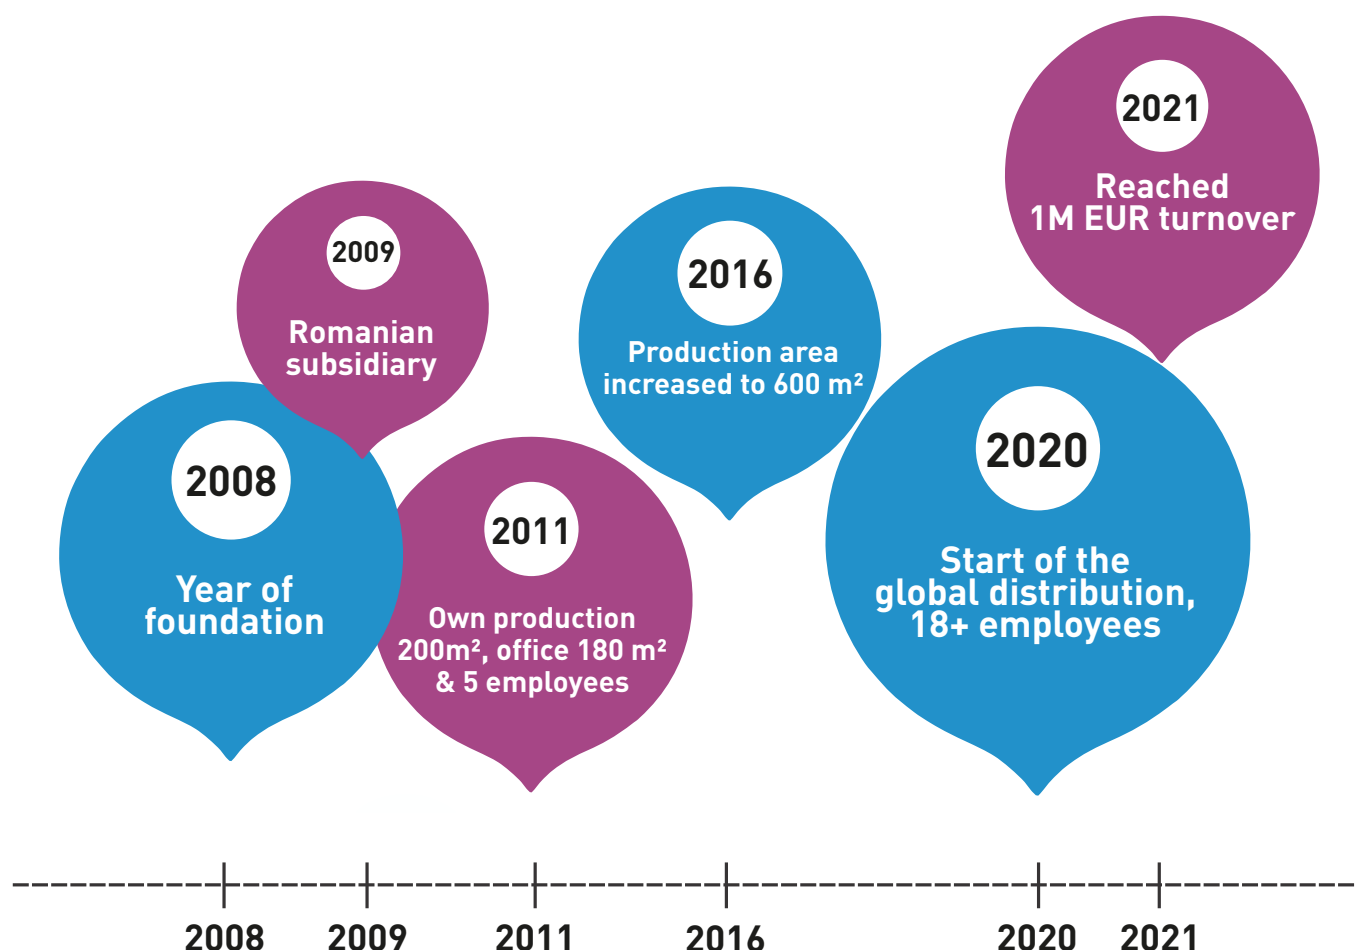 2008
Year of
foundation
2009
Romanian
subsidiary
2011
Own production
200m², office 180 m²
& 5 employees
2016
Production area
increased to 600 m²
2020
Start of the
global distribution,
18+ employees
2021
Reached
1M EUR turnover
2008 2009 2011 2016 2020 2021